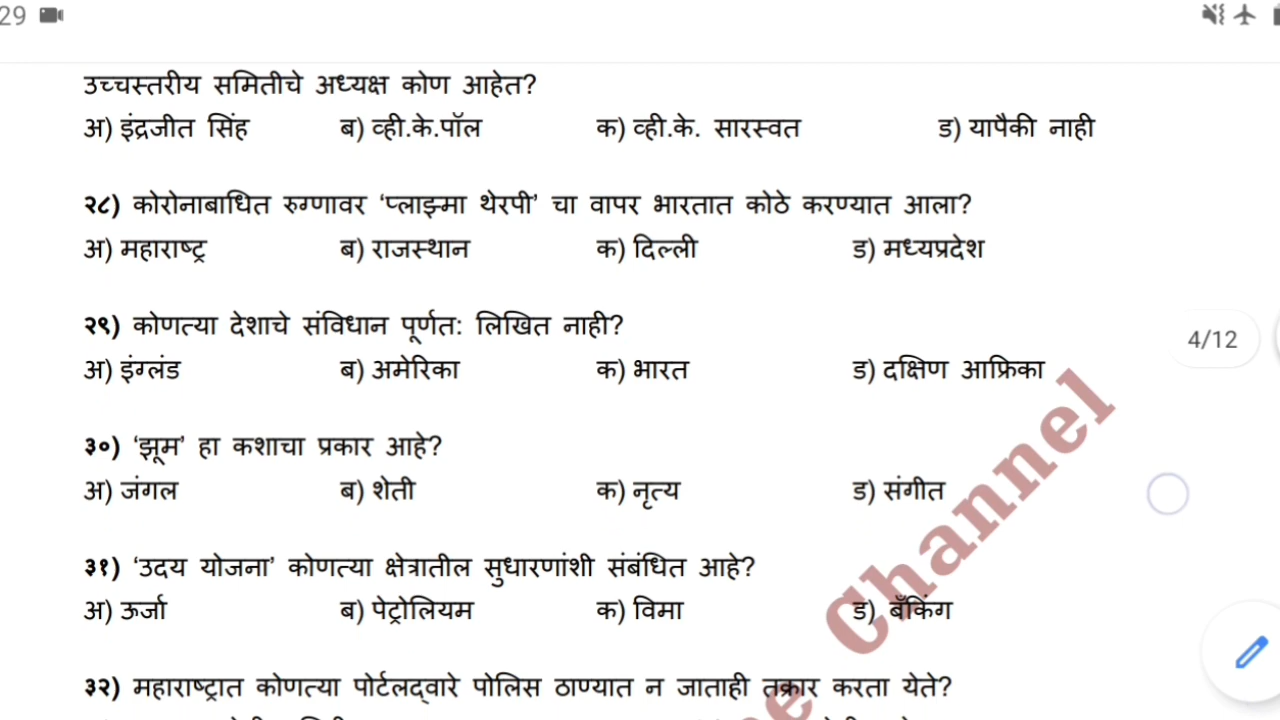 29
उच्चस्तरीय समितीचे अध्यक्ष कोण आहेत?
अ) इंद्रजीत सिंह ब) व्ही.के.पॉल क) व्ही.के. सारस्वत ड) यापैकी नाही
२८) कोरोनाबाधित रुग्णावर ‘प्लाझ्मा थेरपी’ चा वापर भारतात कोठे करण्यात आला?
अ) महाराष्ट्र ब) राजस्थान क) दिल्ली ड) मध्यप्रदेश
२९) कोणत्या देशाचे संविधान पूर्णत: लिखित नाही?
4/12
अ) इंग्लंड ब) अमेरिका क) भारत ड) दक्षिण आफ्रिका
३०) ‘झूम’ हा कशाचा प्रकार आहे?
अ) जंगल ब) शेती क) नृत्य ड) संगीत
३१) ‘उदय योजना’ कोणत्या क्षेत्रातील सुधारणांशी संबंधित आहे?
अ) ऊर्जा ब) पेट्रोलियम क) विमा ड) बँकिंग
३२) महाराष्ट्रात कोणत्या पोर्टलद्वारे पोलिस ठाण्यात न जाताही तक्रार करता येते?
Channel